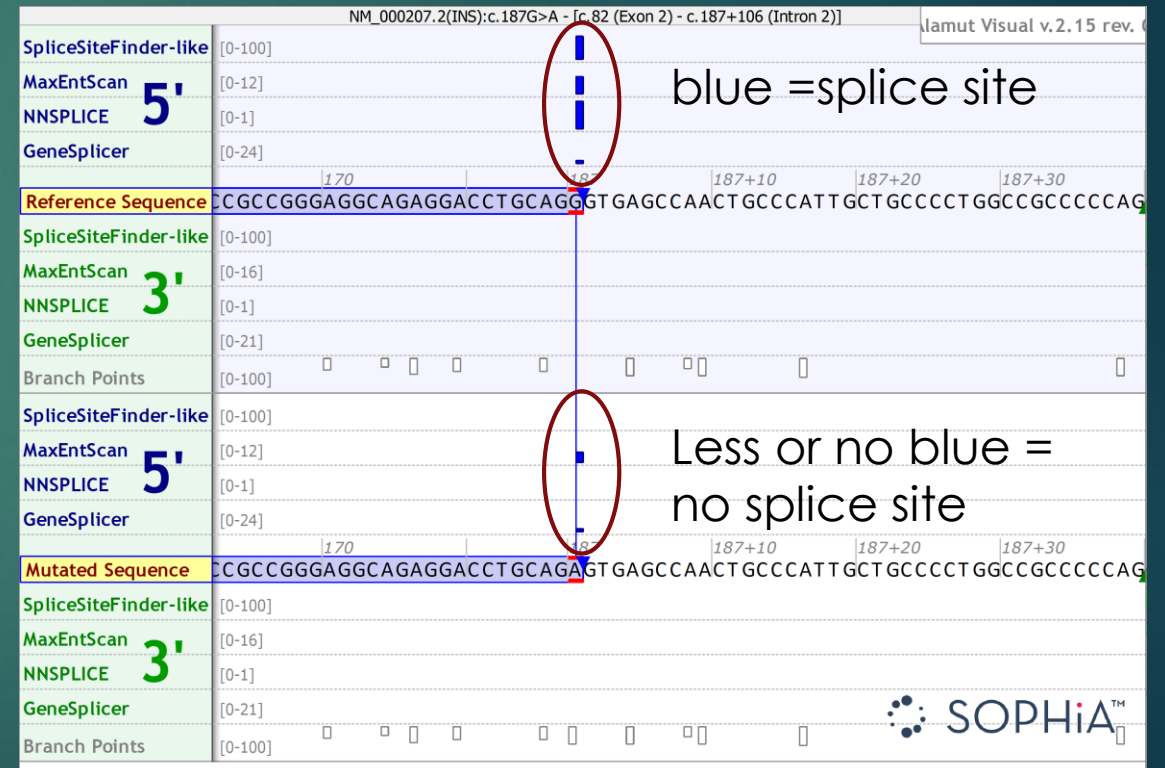 NM_000207.2(INS):c.187G>A - [c.82 (Exon 2) - c.187+106 (Intron 2)]
Alamut Visual v.2.15 rev.
SpliceSiteFinder-like [0-100]
MaxEntScan [0-12]
5'
NNSPLICE [0-1]
GeneSplicer [0-24]
blue =splice site
170 187 187+10 187+20 187+30
Reference Sequence CCGCCGGGAGGCAGAGGACCTGCAGGGTGAGCCAACTGCCCATTGCTGCCCCTGGCCGCCCCCAG
SpliceSiteFinder-like [0-100]
MaxEntScan [0-16]
3'
NNSPLICE [0-1]
GeneSplicer [0-21]
Branch Points [0-100]
SpliceSiteFinder-like [0-100]
MaxEntScan [0-12]
5'
NNSPLICE [0-1]
GeneSplicer [0-24]
Less or no blue =
no splice site
170 187 187+10 187+20 187+30
Mutated Sequence CCGCCGGGAGGCAGAGGACCTGCAGAGTGAGCCAACTGCCCATTGCTGCCCCTGGCCGCCCCCAG
SpliceSiteFinder-like [0-100]
MaxEntScan [0-16]
3'
NNSPLICE [0-1]
GeneSplicer [0-21]
Branch Points [0-100]
SOPHiA™